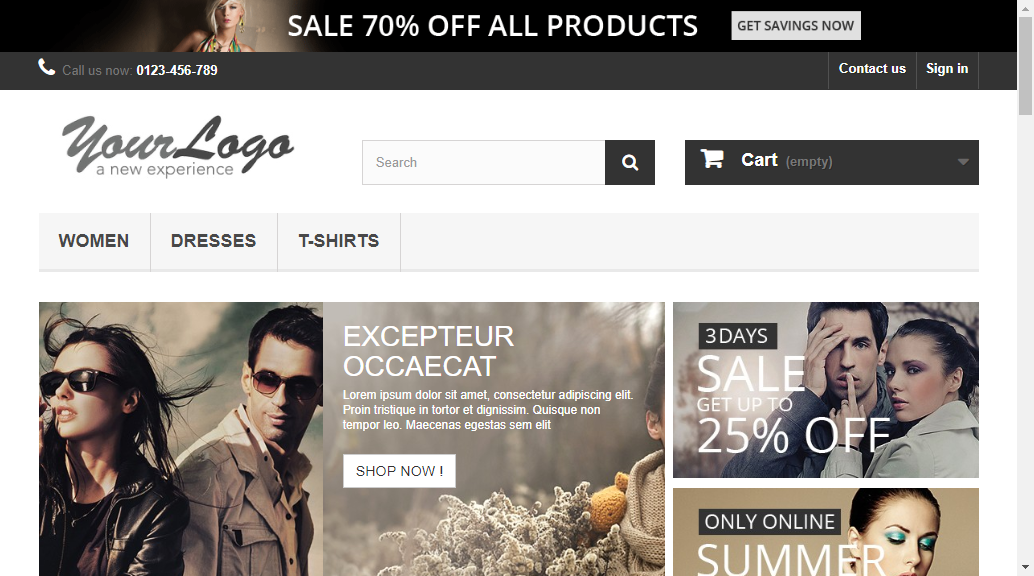 SALE 70% OFF ALL PRODUCTS
GET SAVINGS NOW
Call us now: 0123-456-789
Contact us
Sign in
YourLogo
a new experience
Search
Cart (empty)
WOMEN
DRESSES
T-SHIRTS
EXCEPTEUR
OCCAECAT
Lorem ipsum dolor sit amet, consectetur adipiscing elit.
Proin tristique in tortor et dignissim. Quisque non
tempor leo. Maecenas egestas sem elit
SHOP NOW !
3 DAYS
SALE
GET UP TO
25% OFF
ONLY ONLINE
SUMMER